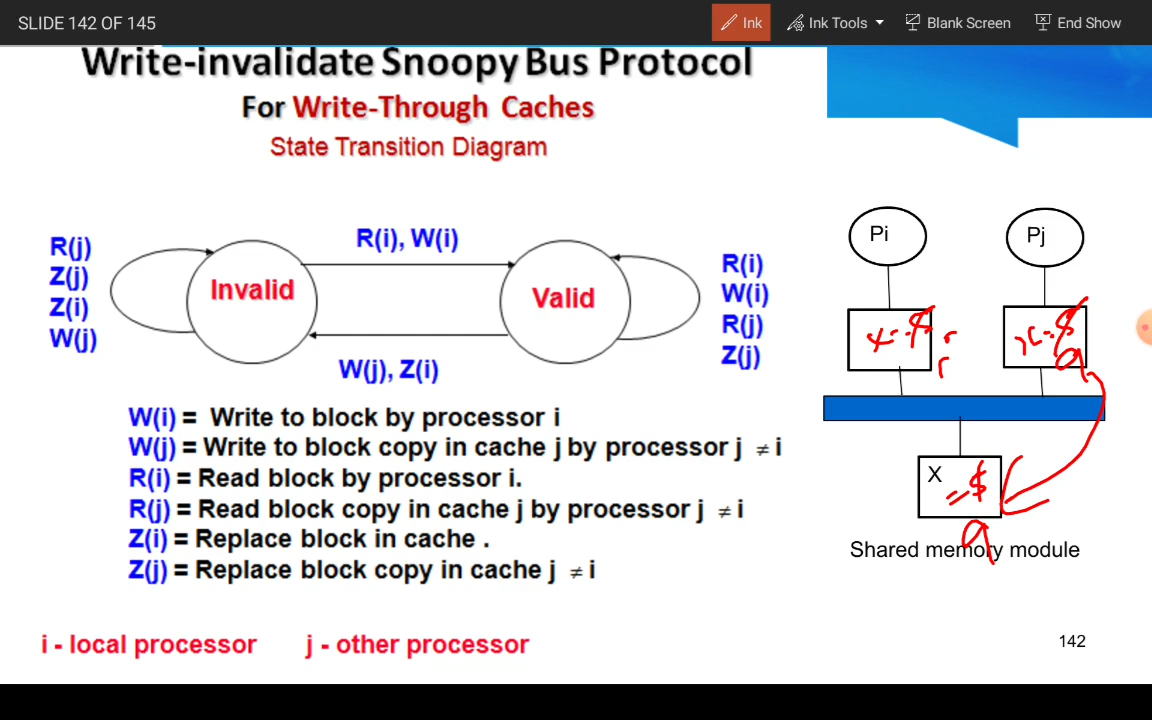 SLIDE 142 OF 145
Ink
Ink Tools
Blank Screen
End Show
Write-invalidate Snoopy Bus Protocol
For Write-Through Caches
State Transition Diagram
R(j)
Z(j)
Z(i)
W(j)
Invalid
R(i), W(i)
W(j), Z(i)
Valid
R(i)
W(i)
R(j)
Z(j)
W(i) = Write to block by processor i
W(j) = Write to block copy in cache j by processor j ≠ i
R(i) = Read block by processor i.
R(j) = Read block copy in cache j by processor j ≠ i
Z(i) = Replace block in cache .
Z(j) = Replace block copy in cache j ≠ i
i - local processor j - other processor
Pi
Pj
X
Shared memory module
142